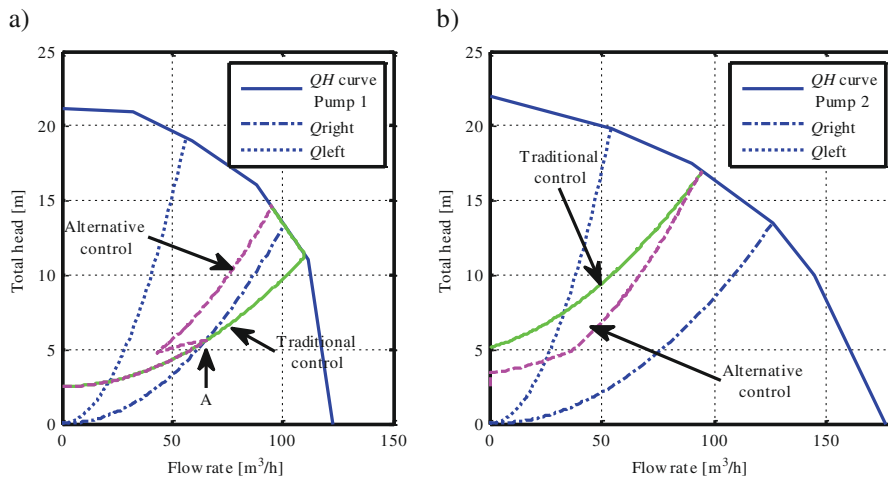 a)
25
20
15
10
5
0
Total head [m]
QH curve
Pump 1
Qright
Qleft
Alternative
control
Traditional
control
A
0
50
100
150
Flow rate [m³/h]
b)
25
20
15
10
5
0
Total head [m]
QH curve
Pump 2
Qright
Qleft
Traditional
control
Alternative
control
0
50
100
150
Flow rate [m³/h]